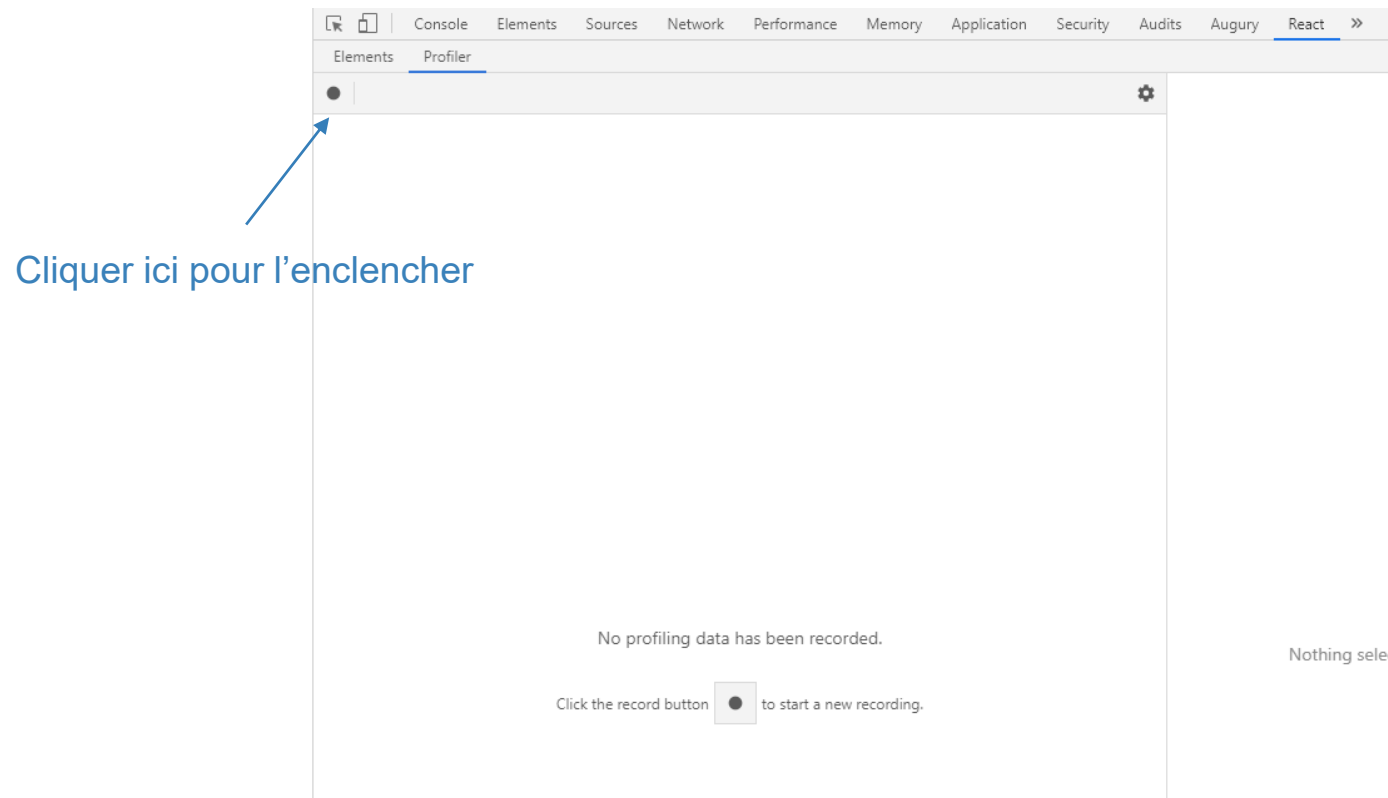 Console Elements Sources Network Performance Memory Application Security Audits Augury React »
Elements Profiler
Cliquer ici pour l’enclencher
No profiling data has been recorded.
Nothing sele
Click the record button to start a new recording.